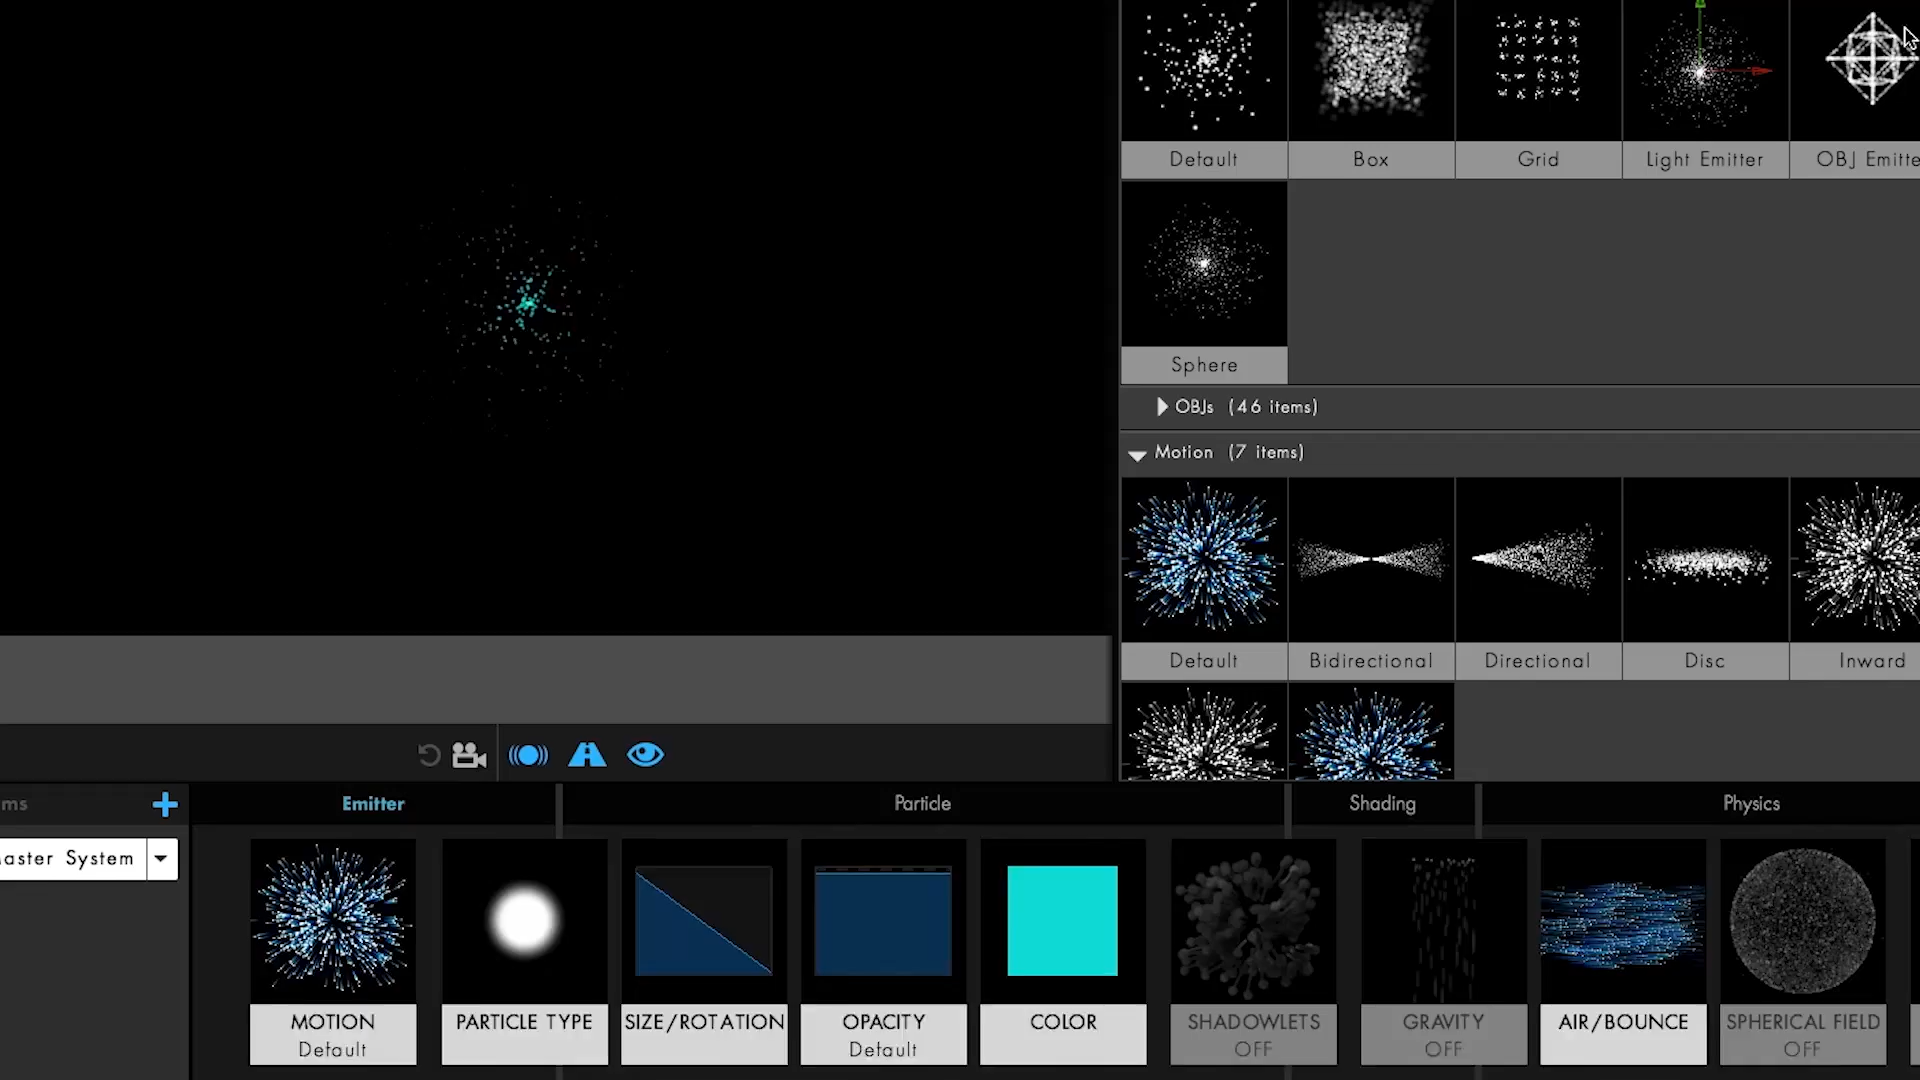 Default
Box
Grid
Light Emitter
OBJ Emitte
Sphere
OBJs (46 items)
Motion (7 items)
Default
Bidirectional
Directional
Disc
Inward
ms
Emitter
Particle
Shading
Physics
aster System
MOTION
Default
PARTICLE TYPE
SIZE/ROTATION
OPACITY
Default
COLOR
SHADOWLETS
OFF
GRAVITY
OFF
AIR/BOUNCE
SPHERICAL FIELD
OFF